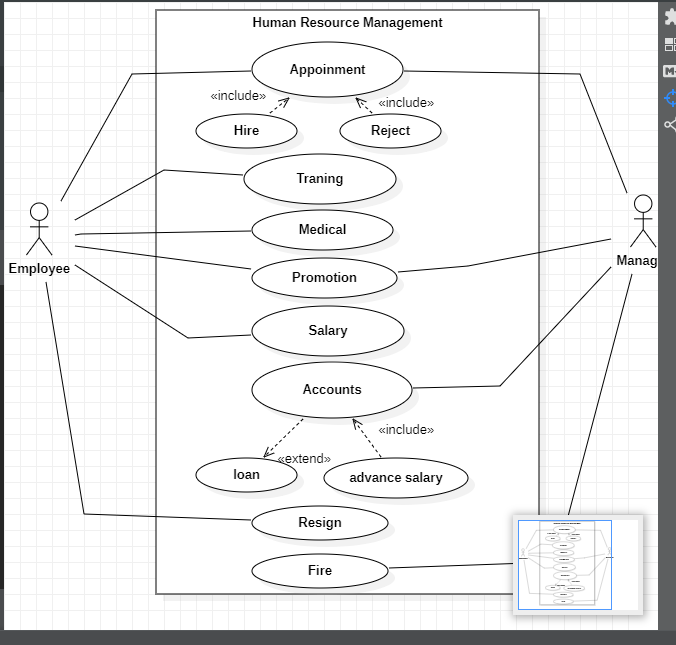 Human Resource Management
Appoinment
«include»
«include»
Hire
Reject
Traning
Medical
Employee
Manag
Promotion
Salary
Accounts
«include»
«extend»
loan
advance salary
Resign
Fire